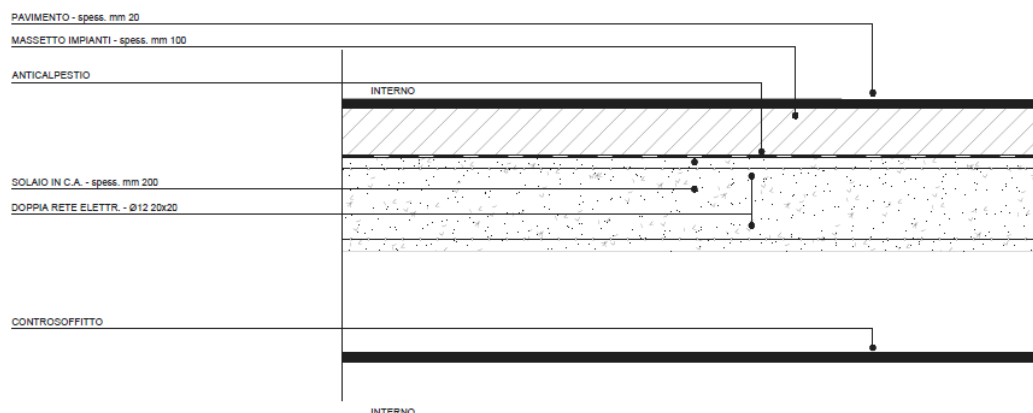 PAVIMENTO - spess. mm 20
MASSETTO IMPIANTI - spess. mm 100
ANTICALPESTIO
INTERNO
SOLAIO IN C.A. - spess. mm 200
DOPPIA RETE ELETTR. - Ø12 20x20
CONTROSOFFITTO
INTERNO